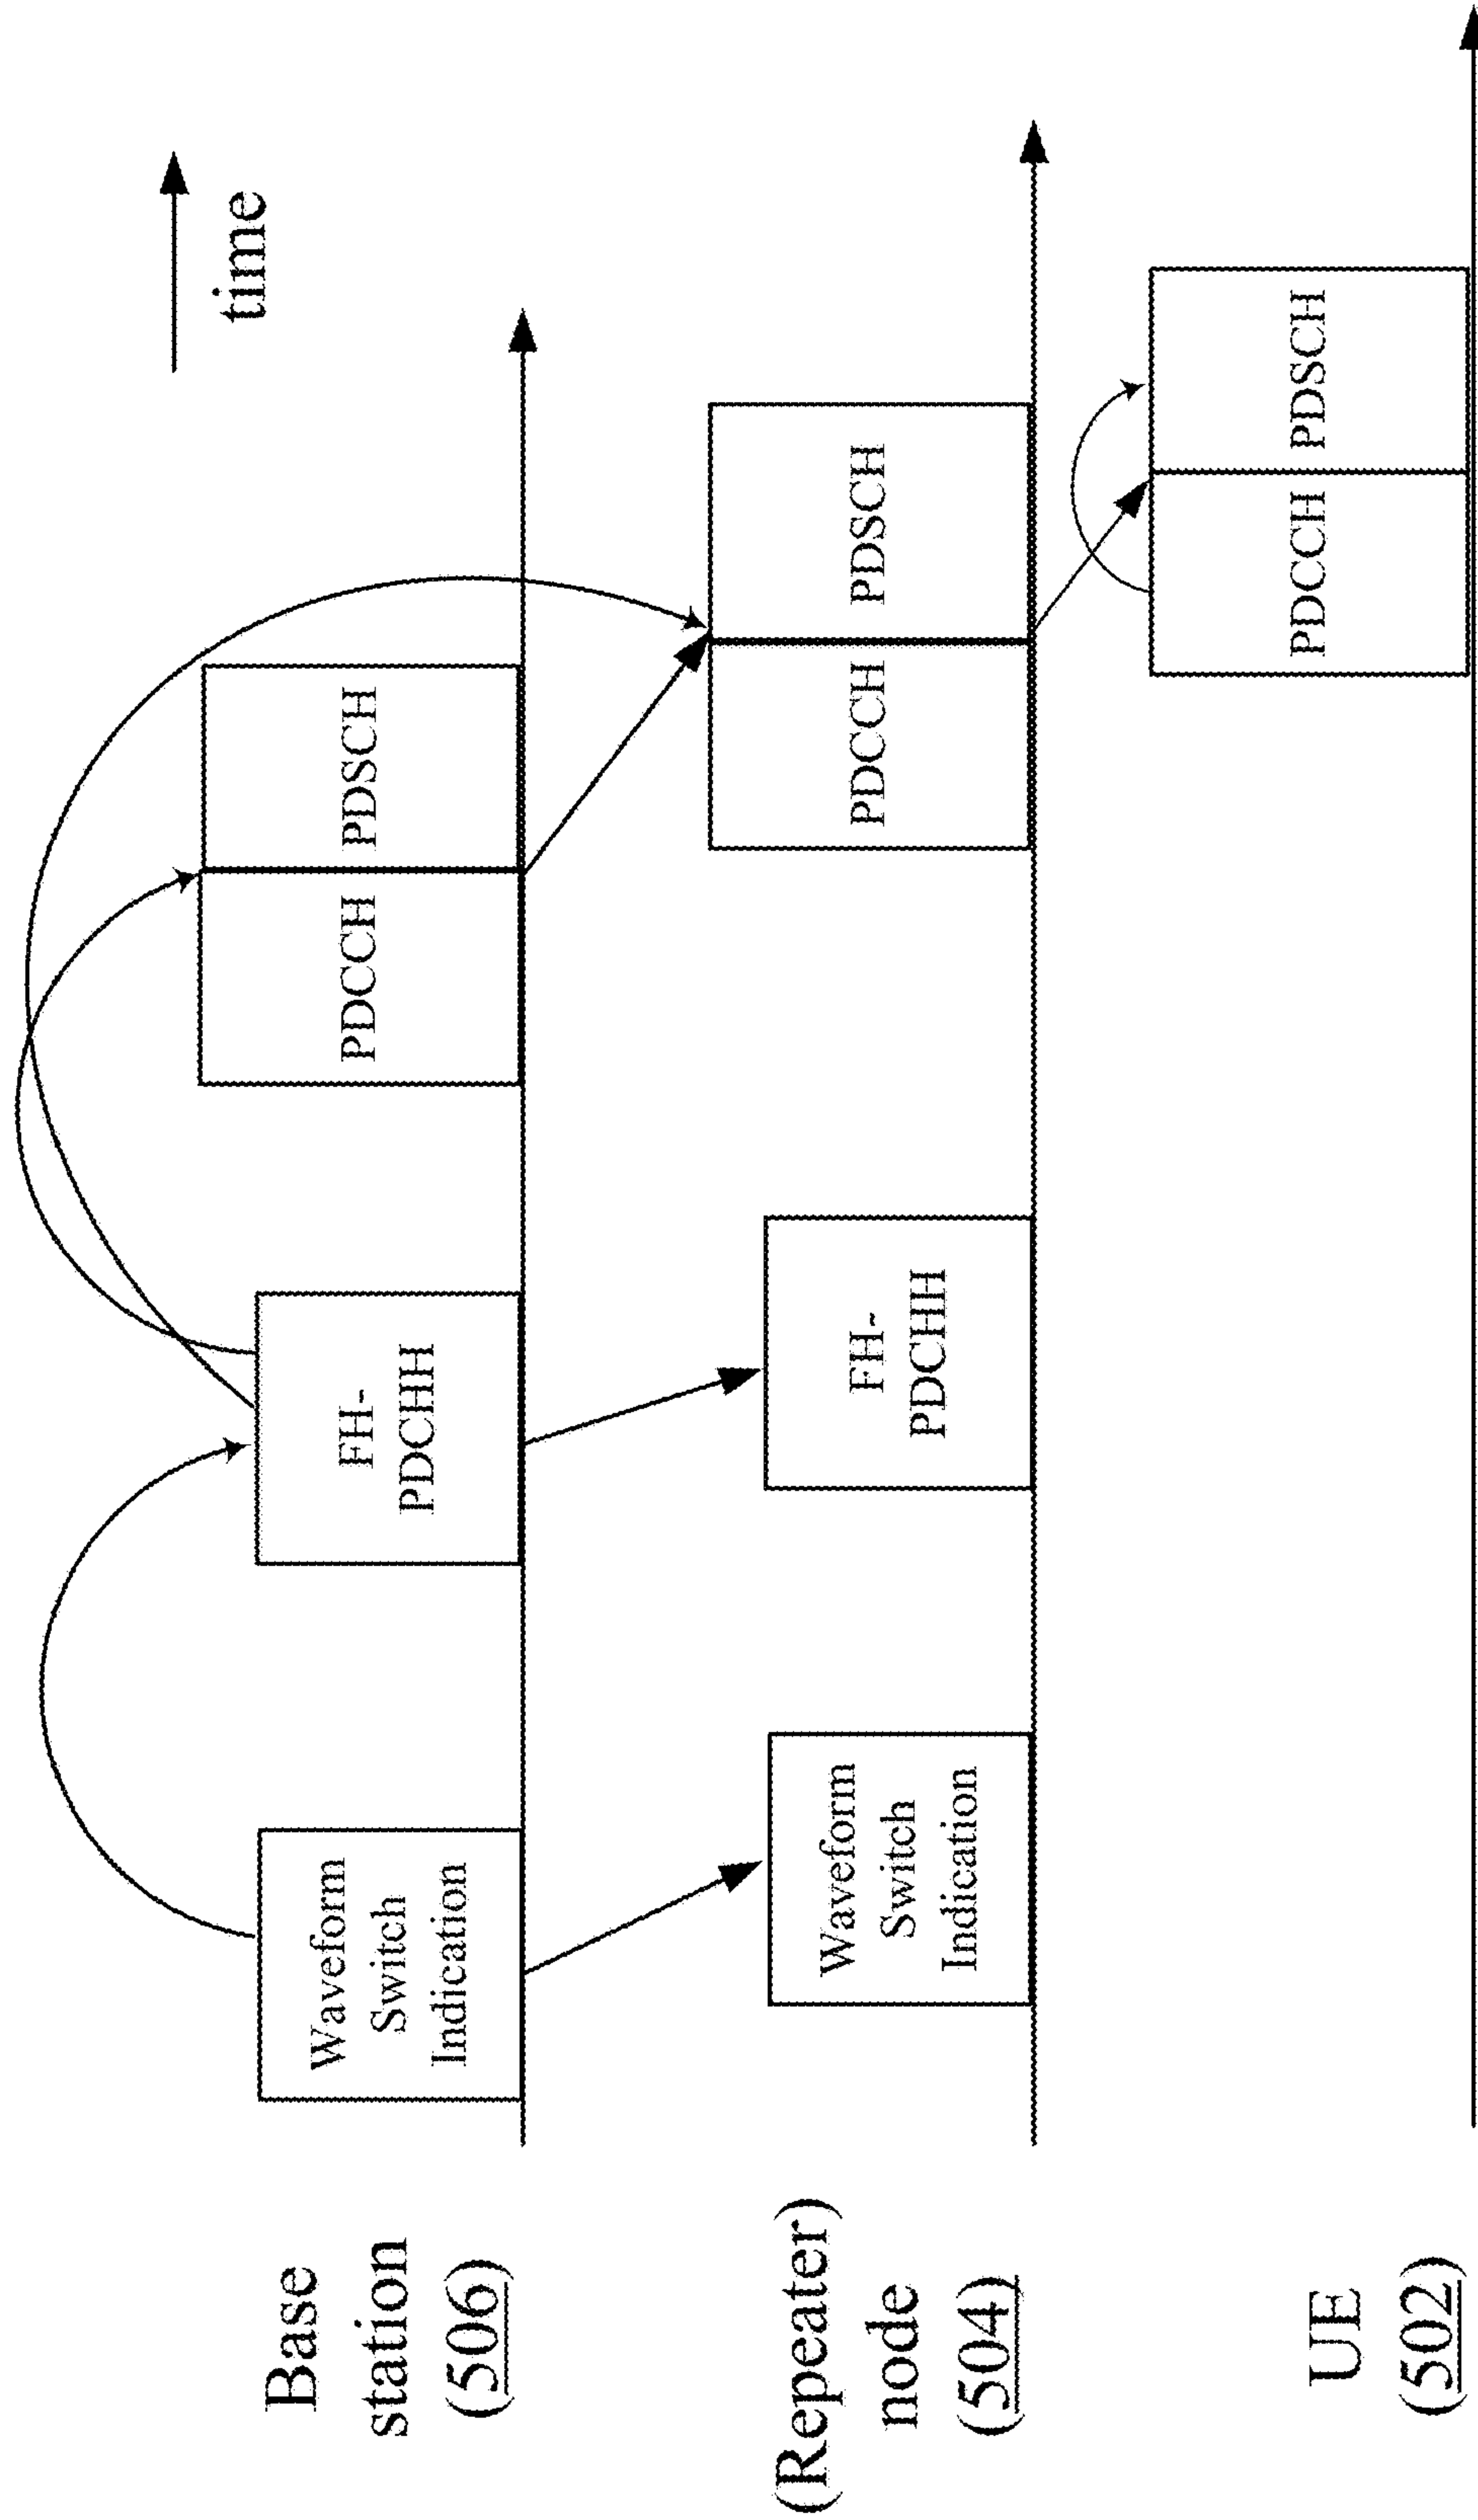 time
Base
station
(506)
Waveform
Switch
Indication
FH-
PDCHH
PDCCH
PDSCH
(Repeater)
node
(504)
Waveform
Switch
Indication
FH-
PDCHH
PDCCH
PDSCH
UE
(502)
PDCCH
PDSCH